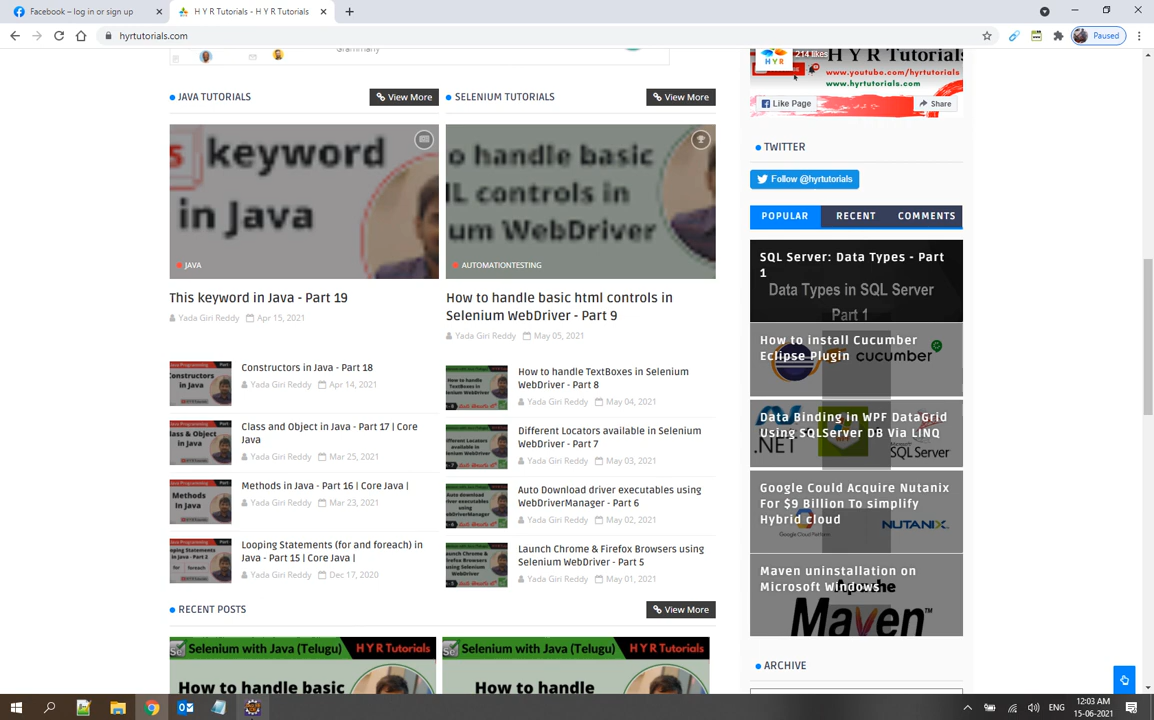 Facebook – log in or sign up
H Y R Tutorials - H Y R Tutorials
hyrtutorials.com
Paused
Grammarly
214 likes
H Y R Tutorials
HYR
www.youtube.com/hyrtutorials
www.hyrtutorials.com
Like Page
Share
JAVA TUTORIALS
View More
SELENIUM TUTORIALS
View More
s keyword
in Java
JAVA
This keyword in Java - Part 19
Yada Giri Reddy Apr 15, 2021
o handle basic
L controls in
um WebDriver
AUTOMATIONTESTING
How to handle basic html controls in
Selenium WebDriver - Part 9
Yada Giri Reddy May 05, 2021
Constructors in Java - Part 18
Yada Giri Reddy Apr 14, 2021
Class and Object in Java - Part 17 | Core
Java
Yada Giri Reddy Mar 25, 2021
Methods in Java - Part 16 | Core Java |
Yada Giri Reddy Mar 23, 2021
Looping Statements (for and foreach) in
Java - Part 15 | Core Java |
Yada Giri Reddy Dec 17, 2020
How to handle TextBoxes in Selenium
WebDriver - Part 8
Yada Giri Reddy May 04, 2021
Different Locators available in Selenium
WebDriver - Part 7
Yada Giri Reddy May 03, 2021
Auto Download driver executables using
WebDriverManager - Part 6
Yada Giri Reddy May 02, 2021
Launch Chrome & Firefox Browsers using
Selenium WebDriver - Part 5
Yada Giri Reddy May 01, 2021
RECENT POSTS
View More
Selenium with Java (Telugu) H Y R Tutorials
How to handle basic
Selenium with Java (Telugu) H Y R Tutorials
How to handle
TWITTER
Follow @hyrtutorials
POPULAR
RECENT
COMMENTS
SQL Server: Data Types - Part
1
Data Types in SQL Server
Part 1
How to install Cucumber
Eclipse Plugin
cucumber
Data Binding in WPF DataGrid
Using SQLServer DB Via LINQ
.NET
SQL Server
Google Could Acquire Nutanix
For $9 Billion To simplify
Hybrid cloud
Google Cloud Platform
NUTANIX
Maven uninstallation on
Microsoft Windows
Apache
Maven™
ARCHIVE
ENG
12:03 AM
15-06-2021